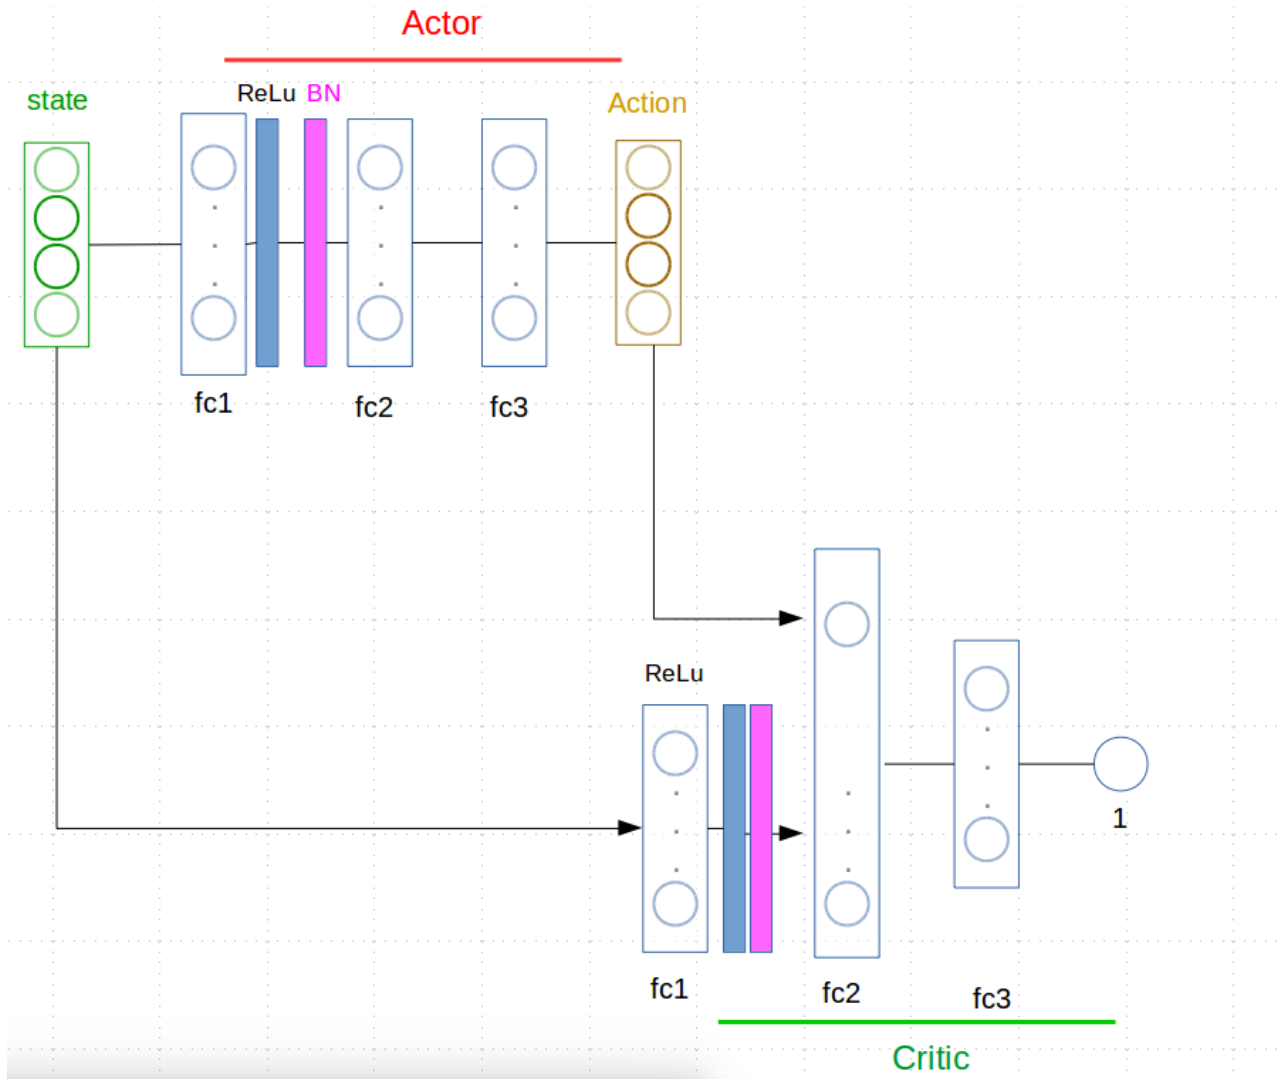 Actor
ReLu BN
state
Action
fc1
fc2
fc3
ReLu
1
fc1
fc2
fc3
Critic